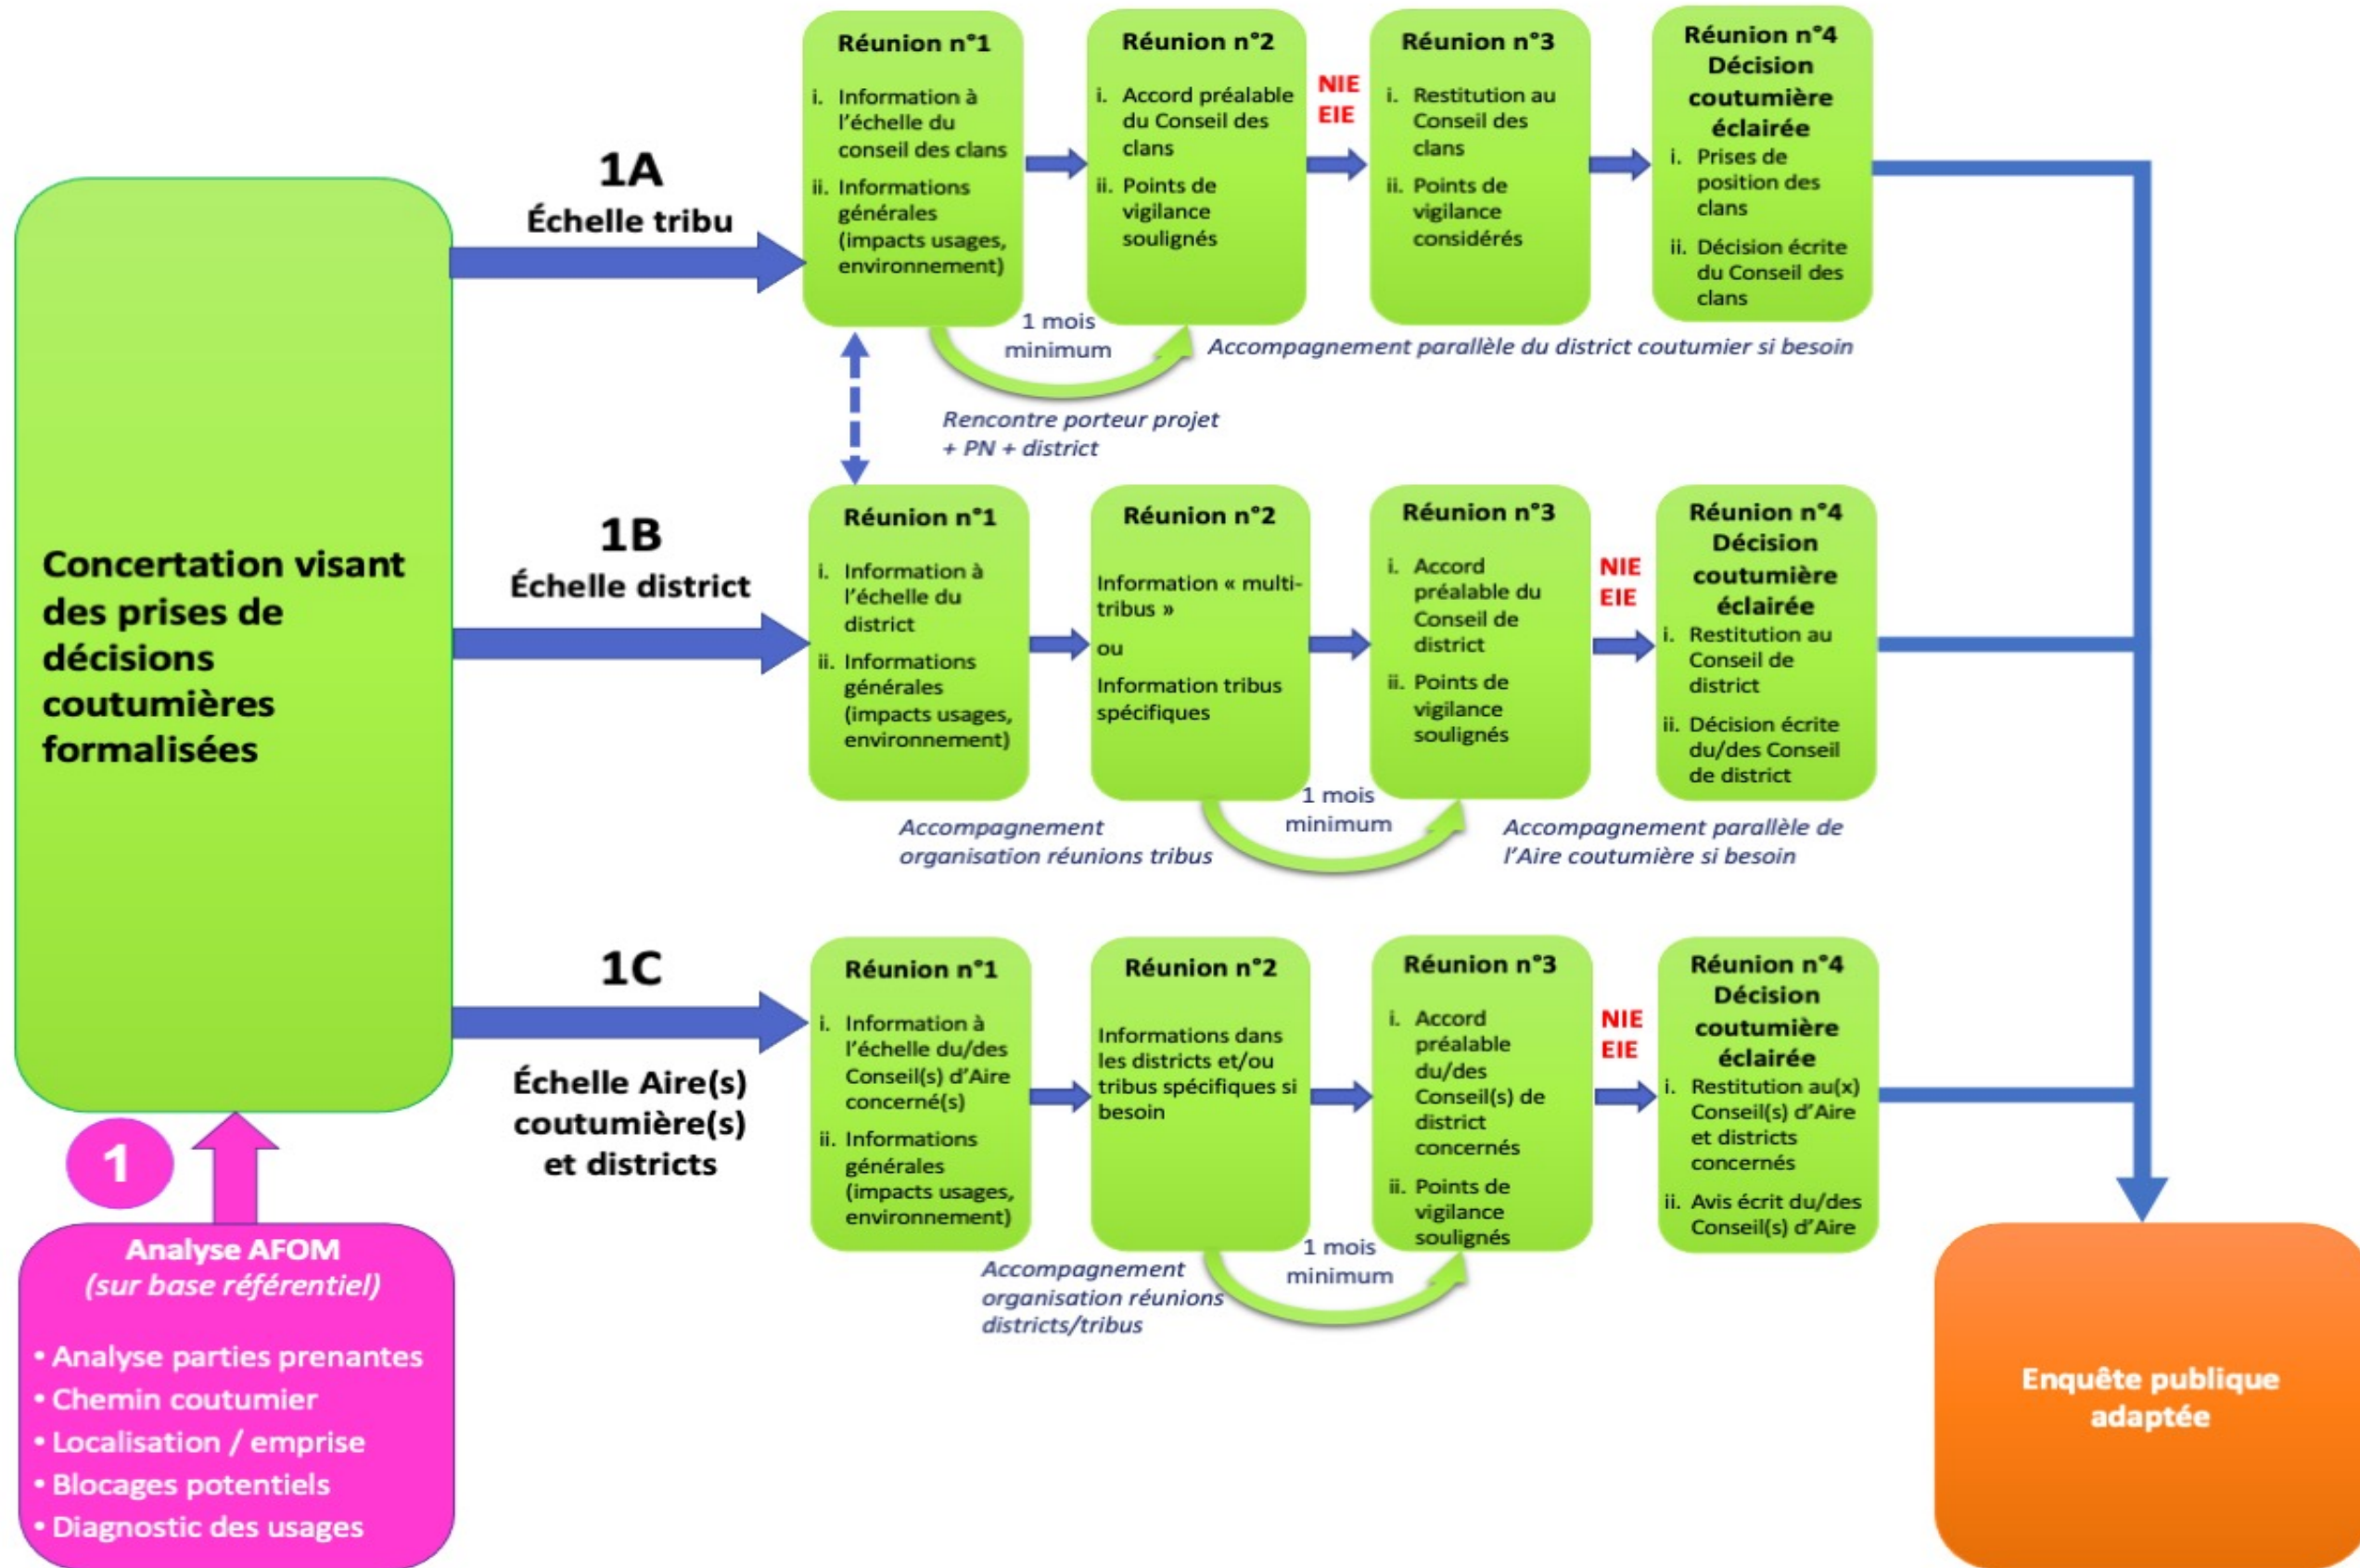 Concertation visant
des prises de
décisions
coutumières
formalisées
1
Analyse AFOM
(sur base référentiel)
• Analyse parties prenantes
• Chemin coutumier
• Localisation / emprise
• Blocages potentiels
• Diagnostic des usages
1A
Échelle tribu
Réunion n°1
i. Information à
l’échelle du
conseil des clans
ii. Informations
générales
(impacts usages,
environnement)
Réunion n°2
i. Accord préalable
du Conseil des
clans
ii. Points de
vigilance
soulignés
NIE
EIE
Réunion n°3
i. Restitution au
Conseil des
clans
ii. Points de
vigilance
considérés
Réunion n°4
Décision
coutumière
éclairée
i. Prises de
position des
clans
ii. Décision écrite
du Conseil des
clans
1 mois
minimum
Accompagnement parallèle du district coutumier si besoin
Rencontre porteur projet
+ PN + district
1B
Échelle district
Réunion n°1
i. Information à
l’échelle du
district
ii. Informations
générales
(impacts usages,
environnement)
Réunion n°2
Information « multi-
tribus »
ou
Information tribus
spécifiques
Réunion n°3
i. Accord
préalable du
Conseil de
district
ii. Points de
vigilance
soulignés
NIE
EIE
Réunion n°4
Décision
coutumière
éclairée
i. Restitution au
Conseil de
district
ii. Décision écrite
du/des Conseil
de district
Accompagnement
organisation réunions tribus
1 mois
minimum
Accompagnement parallèle de
l’Aire coutumière si besoin
1C
Échelle Aire(s)
coutumière(s)
et districts
Réunion n°1
i. Information à
l’échelle du/des
Conseil(s) d’Aire
concerné(s)
ii. Informations
générales
(impacts usages,
environnement)
Réunion n°2
Informations dans
les districts et/ou
tribus spécifiques si
besoin
Réunion n°3
i. Accord
préalable
du/des
Conseil(s) de
district
concernés
ii. Points de
vigilance
soulignés
NIE
EIE
Réunion n°4
Décision
coutumière
éclairée
i. Restitution au(x)
Conseil(s) d’Aire
et districts
concernés
ii. Avis écrit du/des
Conseil(s) d’Aire
Accompagnement
organisation réunions
districts/tribus
1 mois
minimum
Enquête publique
adaptée